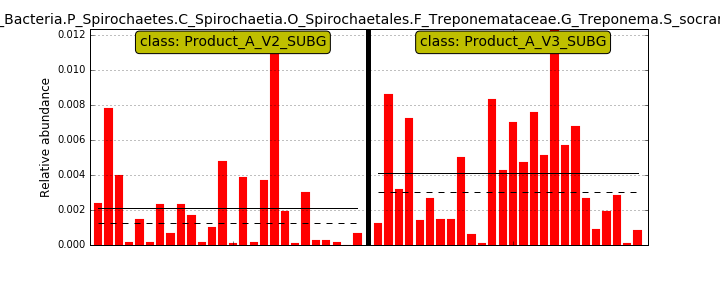 _Bacteria.P_Spirochaetes.C_Spirochaetia.O_Spirochaetales.F_Treponemataceae.G_Treponema.S_socran
class: Product_A_V2_SUBG
class: Product_A_V3_SUBG
Relative abundance
0.012
0.010
0.008
0.006
0.004
0.002
0.000